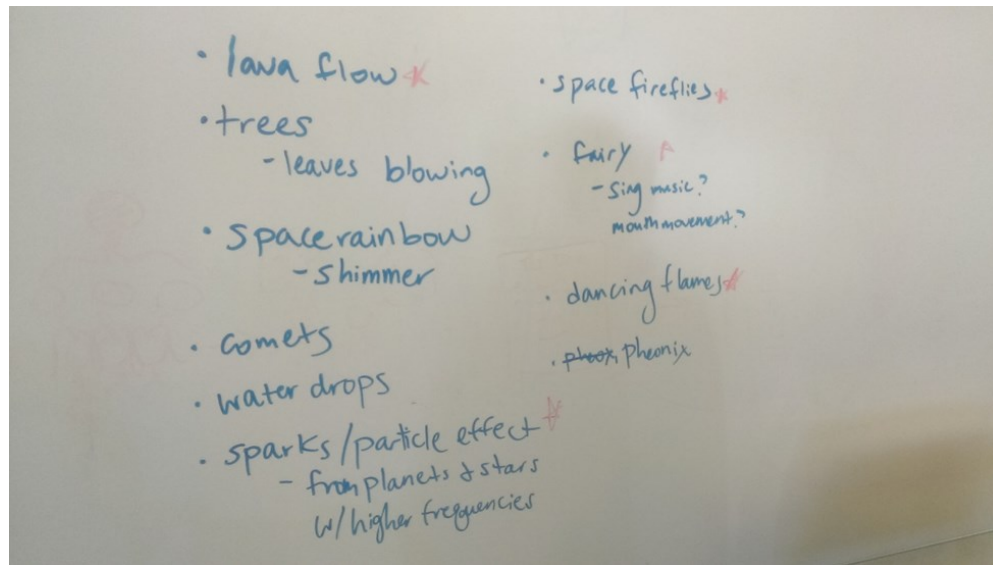 · lava flow *
· trees
- leaves blowing
· space rainbow
- shimmer
· comets
· water drops
· sparks/particle effect *
- from planets & stars
w/ higher frequencies
· space fireflies *
· fairy
- sing music?
mouth movement?
· dancing flames *
· pheonix